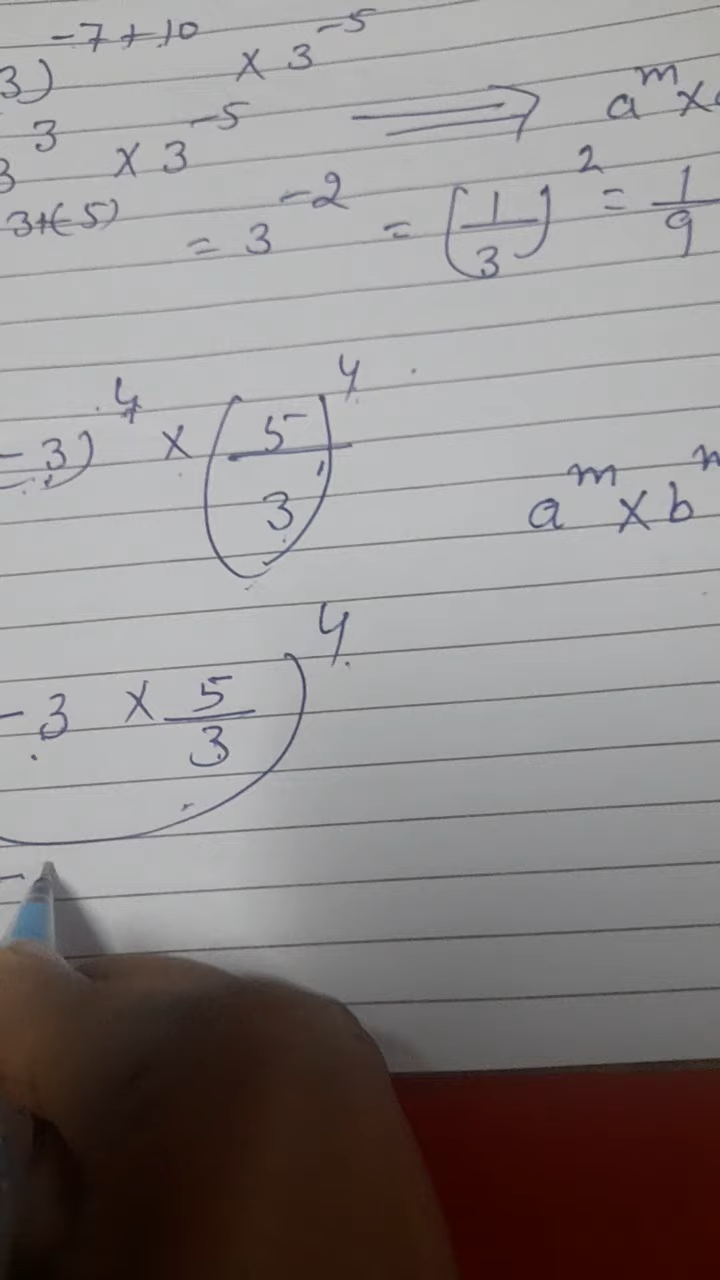 3)^{-7+10} × 3^{-5}
3^{3} × 3^{-5} ⟹ a^{m} ×
3+(-5) = 3^{-2} = (1/3)^{2} = 1/9
-3)^{4} × (5/3)^{4}
a^{m} × b
-3 × 5/3)^{4}
-